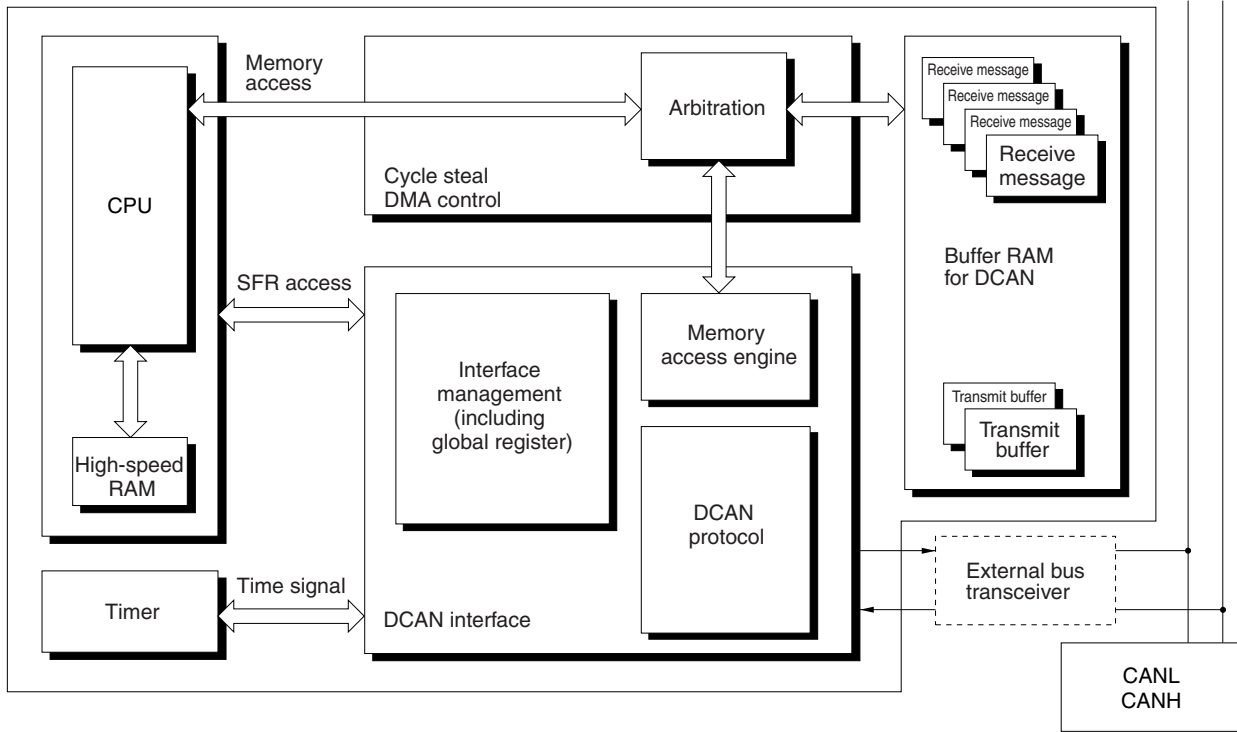 Memory
access
CPU
High-speed
RAM
SFR access
Timer
Time signal
Arbitration
Cycle steal
DMA control
Interface
management
(including
global register)
Memory
access engine
DCAN
protocol
DCAN interface
Receive message
Receive message
Receive message
Receive
message
Buffer RAM
for DCAN
Transmit buffer
Transmit
buffer
External bus
transceiver
CANL
CANH